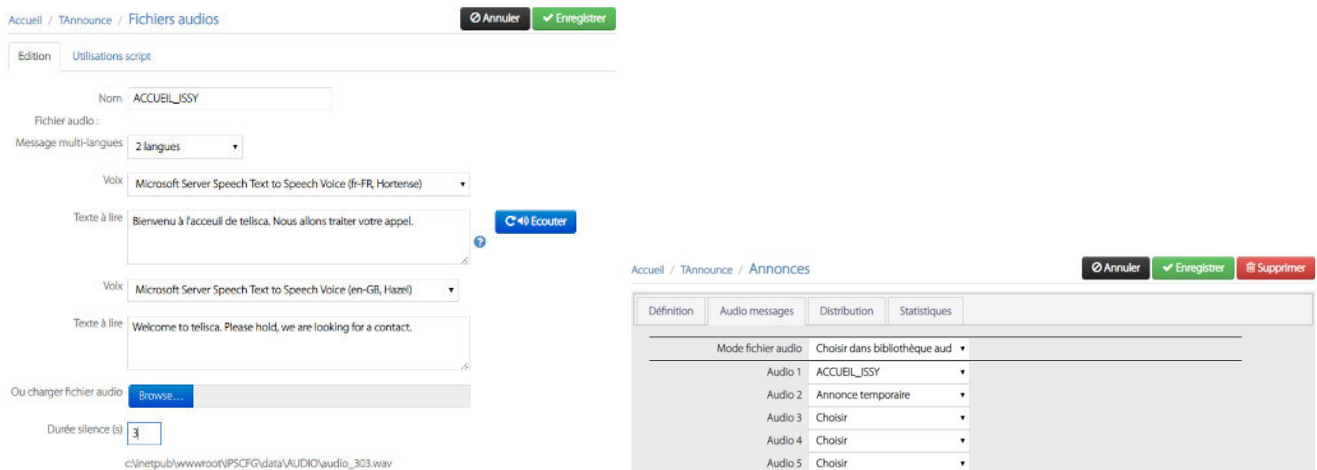 Accueil / TAnnounce / Fichiers audios
Annuler
Enregistrer
Edition
Utilisations script
Nom ACCUEIL_ISSY
Fichier audio :
Message multi-langues 2 langues
Voix Microsoft Server Speech Text to Speech Voice (fr-FR, Hortense)
Texte à lire Bienvenu à l'acceuil de telisca. Nous allons traiter votre appel.
Ecouter
Voix Microsoft Server Speech Text to Speech Voice (en-GB, Hazel)
Texte à lire Welcome to telisca. Please hold, we are looking for a contact.
Ou charger fichier audio Browse...
Durée silence (s) 3
c:\inetpub\wwwroot\IPSCFG\data\AUDIO\audio_303.wav
Accueil / TAnnounce / Annonces
Annuler
Enregistrer
Supprimer
Définition
Audio messages
Distribution
Statistiques
Mode fichier audio Choisir dans bibliothèque aud
Audio 1 ACCUEIL_ISSY
Audio 2 Annonce temporaire
Audio 3 Choisir
Audio 4 Choisir
Audio 5 Choisir